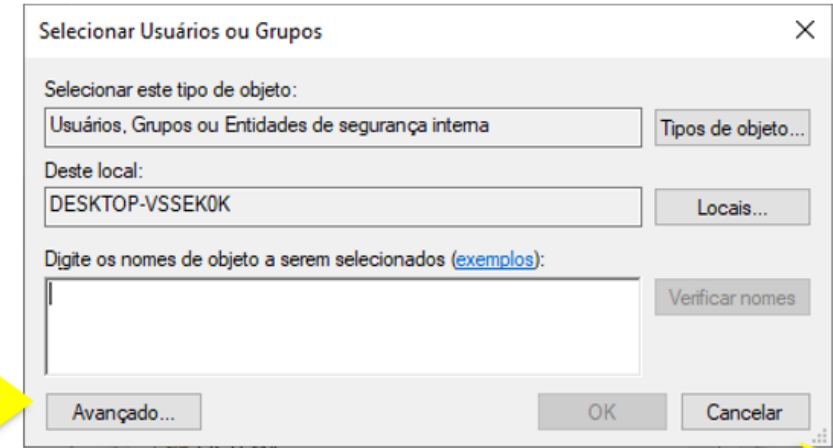 Selecionar Usuários ou Grupos
Selecionar este tipo de objeto:
Usuários, Grupos ou Entidades de segurança interna
Tipos de objeto...
Deste local:
DESKTOP-VSSEK0K
Locais...
Digite os nomes de objeto a serem selecionados (exemplos):
Verificar nomes
Avançado...
OK
Cancelar